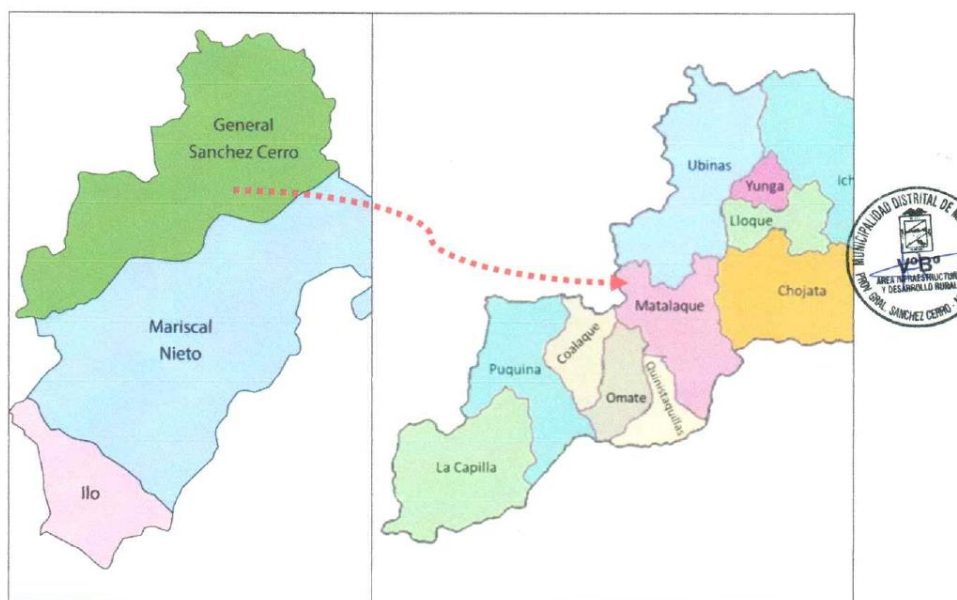 General
Sanchez Cerro
Mariscal
Nieto
Ilo
Ubinas
Yunga
Lloque
Matalaque
Chojata
Coalaque
Puquina
Omate
Quinistaquillas
La Capilla
MUNICIPALIDAD DISTRITAL DE
V°B°
AREA INFRAESTRUCTURA
Y DESARROLLO RURAL
PROV. GRAL. SANCHEZ CERRO -